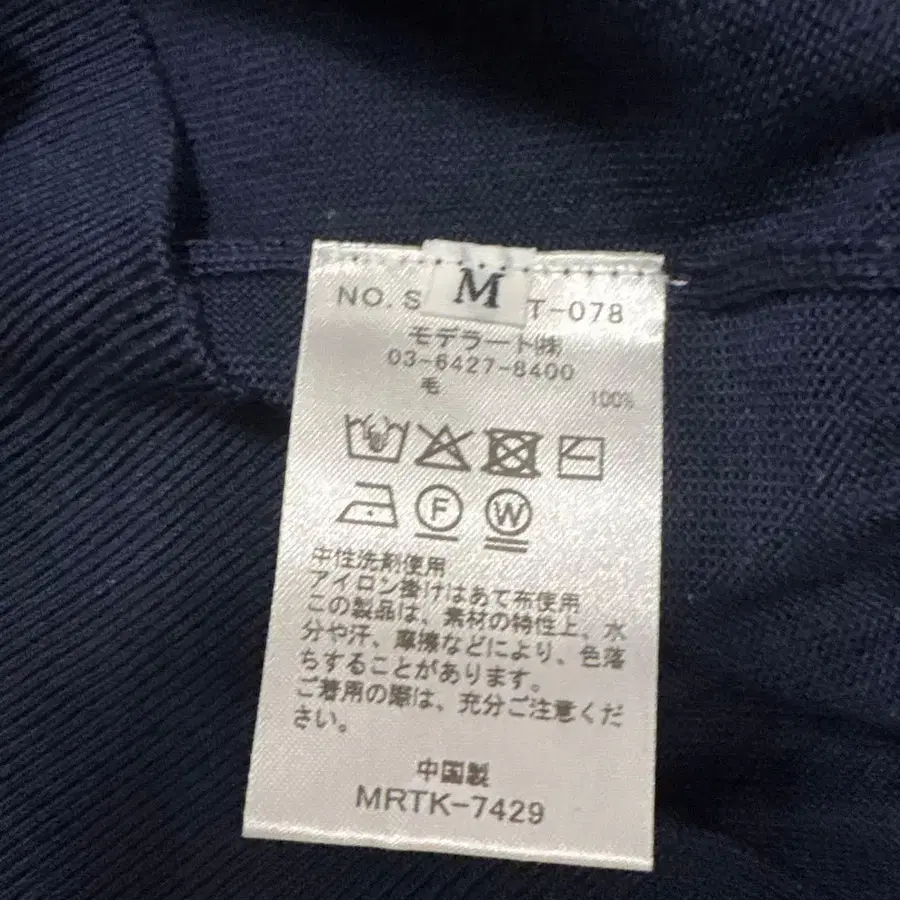 M
NO. S T-078
モデラート㈱
03-6427-8400
毛 100%
F W
中性洗剤使用
アイロン掛けはあて布使用
この製品は、素材の特性上、水
分や汗、摩擦などにより、色落
ちすることがあります。
ご着用の際は、充分ご注意くだ
さい。
中国製
MRTK-7429